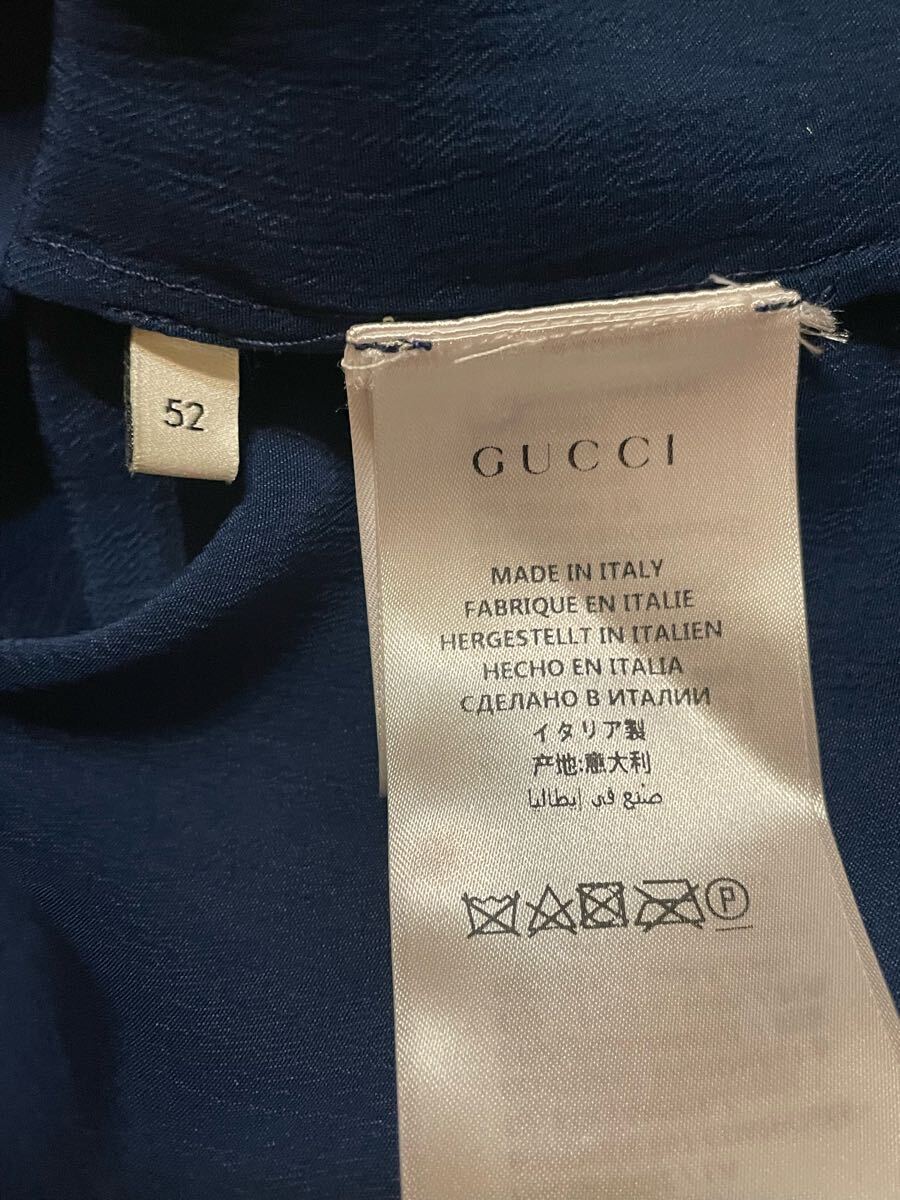 52
GUCCI
MADE IN ITALY
FABRIQUE EN ITALIE
HERGESTELLT IN ITALIEN
HECHO EN ITALIA
СДЕЛАНО В ИТАЛИИ
イタリア製
产地:意大利
صنع في إيطاليا
P